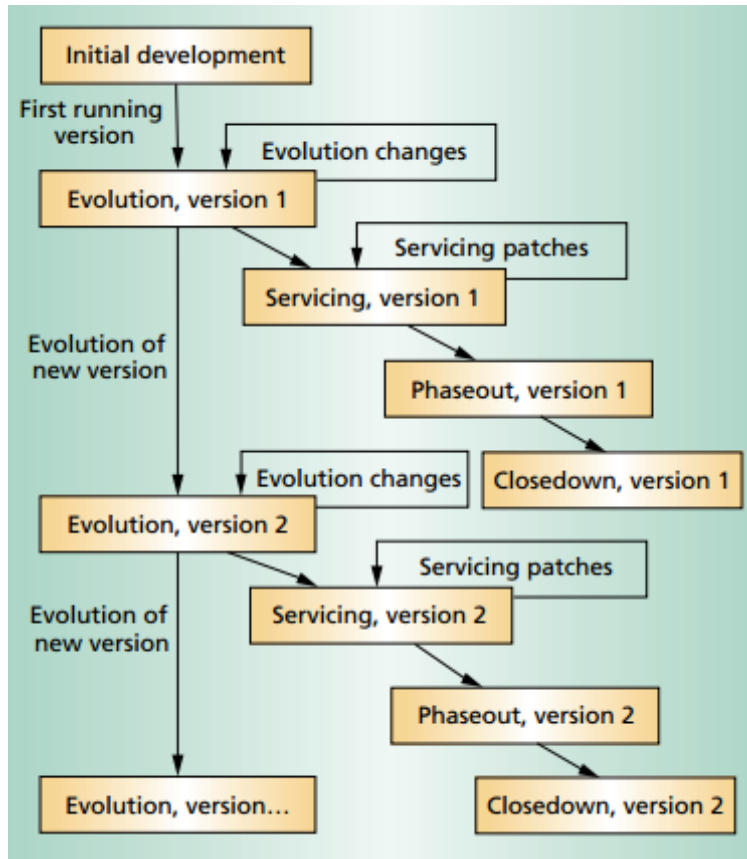 Initial development
First running
version
Evolution changes
Evolution, version 1
Servicing patches
Servicing, version 1
Evolution of
new version
Phaseout, version 1
Closedown, version 1
Evolution changes
Evolution, version 2
Servicing patches
Servicing, version 2
Evolution of
new version
Phaseout, version 2
Closedown, version 2
Evolution, version...